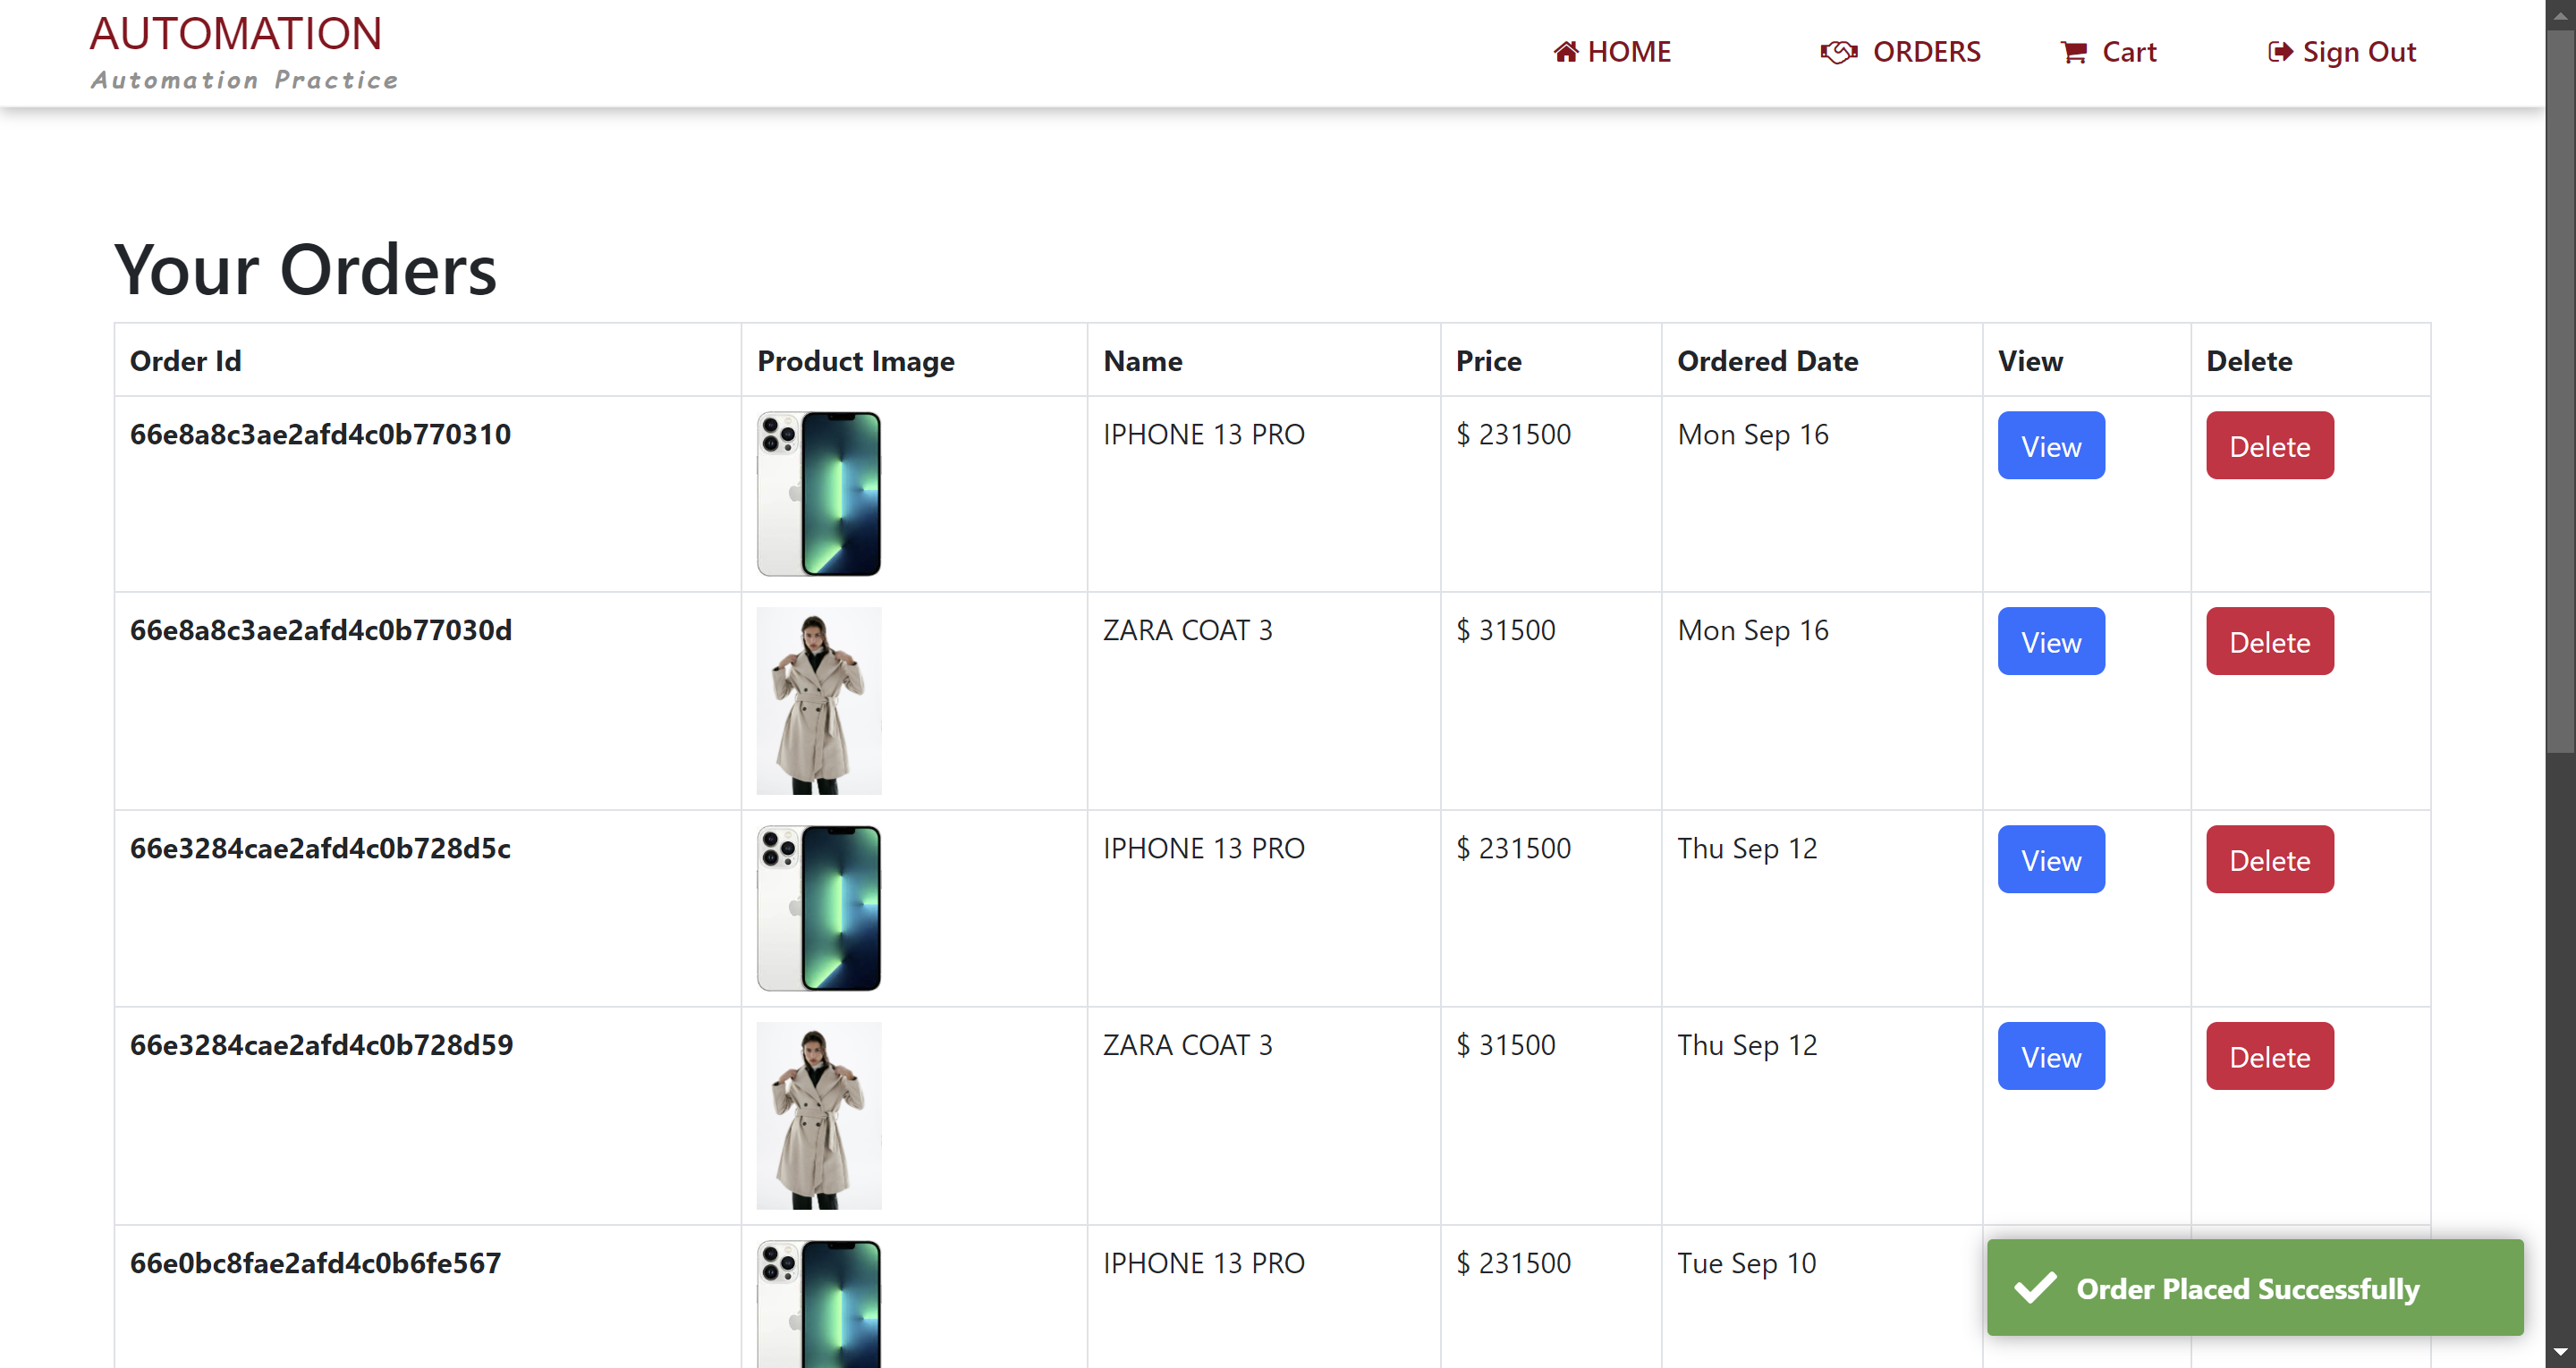 AUTOMATION
Automation Practice
HOME
ORDERS
Cart
Sign Out
Your Orders
Order Id Product Image Name Price Ordered Date View Delete
66e8a8c3ae2afd4c0b770310 IPHONE 13 PRO $ 231500 Mon Sep 16 View Delete
66e8a8c3ae2afd4c0b77030d ZARA COAT 3 $ 31500 Mon Sep 16 View Delete
66e3284cae2afd4c0b728d5c IPHONE 13 PRO $ 231500 Thu Sep 12 View Delete
66e3284cae2afd4c0b728d59 ZARA COAT 3 $ 31500 Thu Sep 12 View Delete
66e0bc8fae2afd4c0b6fe567 IPHONE 13 PRO $ 231500 Tue Sep 10
Order Placed Successfully